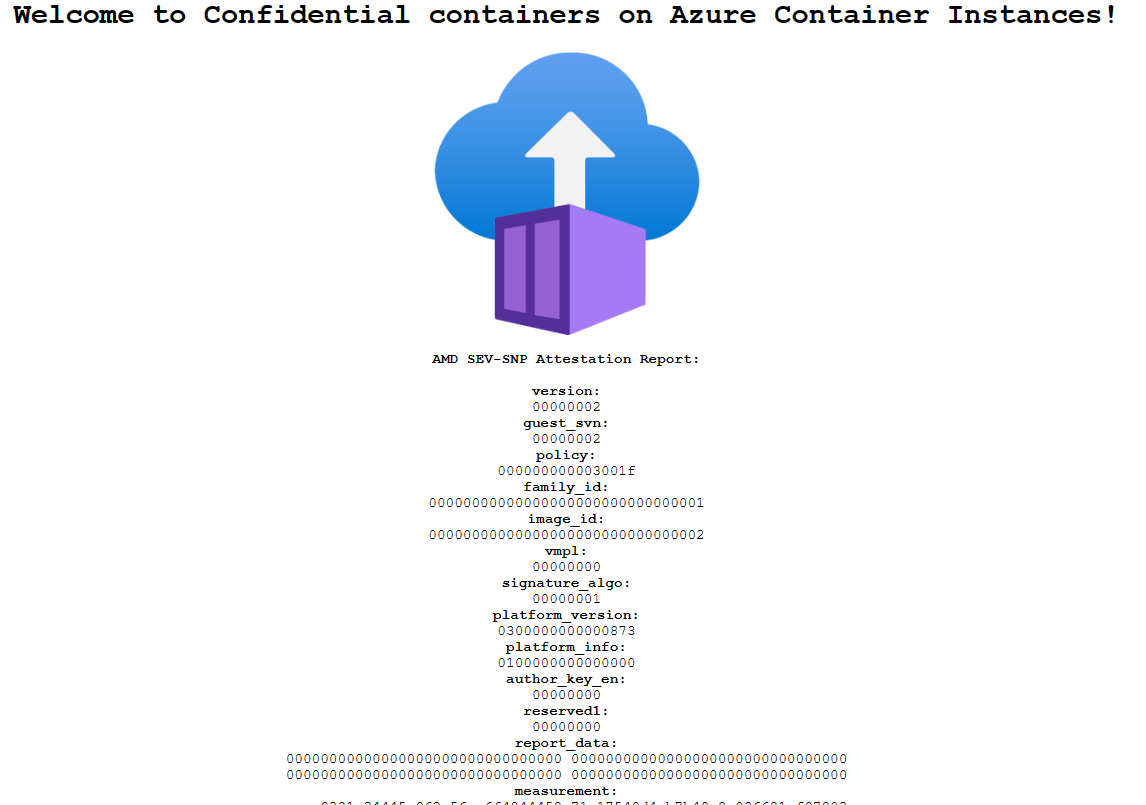 Welcome to Confidential containers on Azure Container Instances!
AMD SEV-SNP Attestation Report:
version:
00000002
guest_svn:
00000002
policy:
000000000003001f
family_id:
00000000000000000000000000000001
image_id:
00000000000000000000000000000002
vmpl:
00000000
signature_algo:
00000001
platform_version:
0300000000000873
platform_info:
0100000000000000
author_key_en:
00000000
reserved1:
00000000
report_data:
00000000000000000000000000000000 00000000000000000000000000000000
00000000000000000000000000000000 00000000000000000000000000000000
measurement: